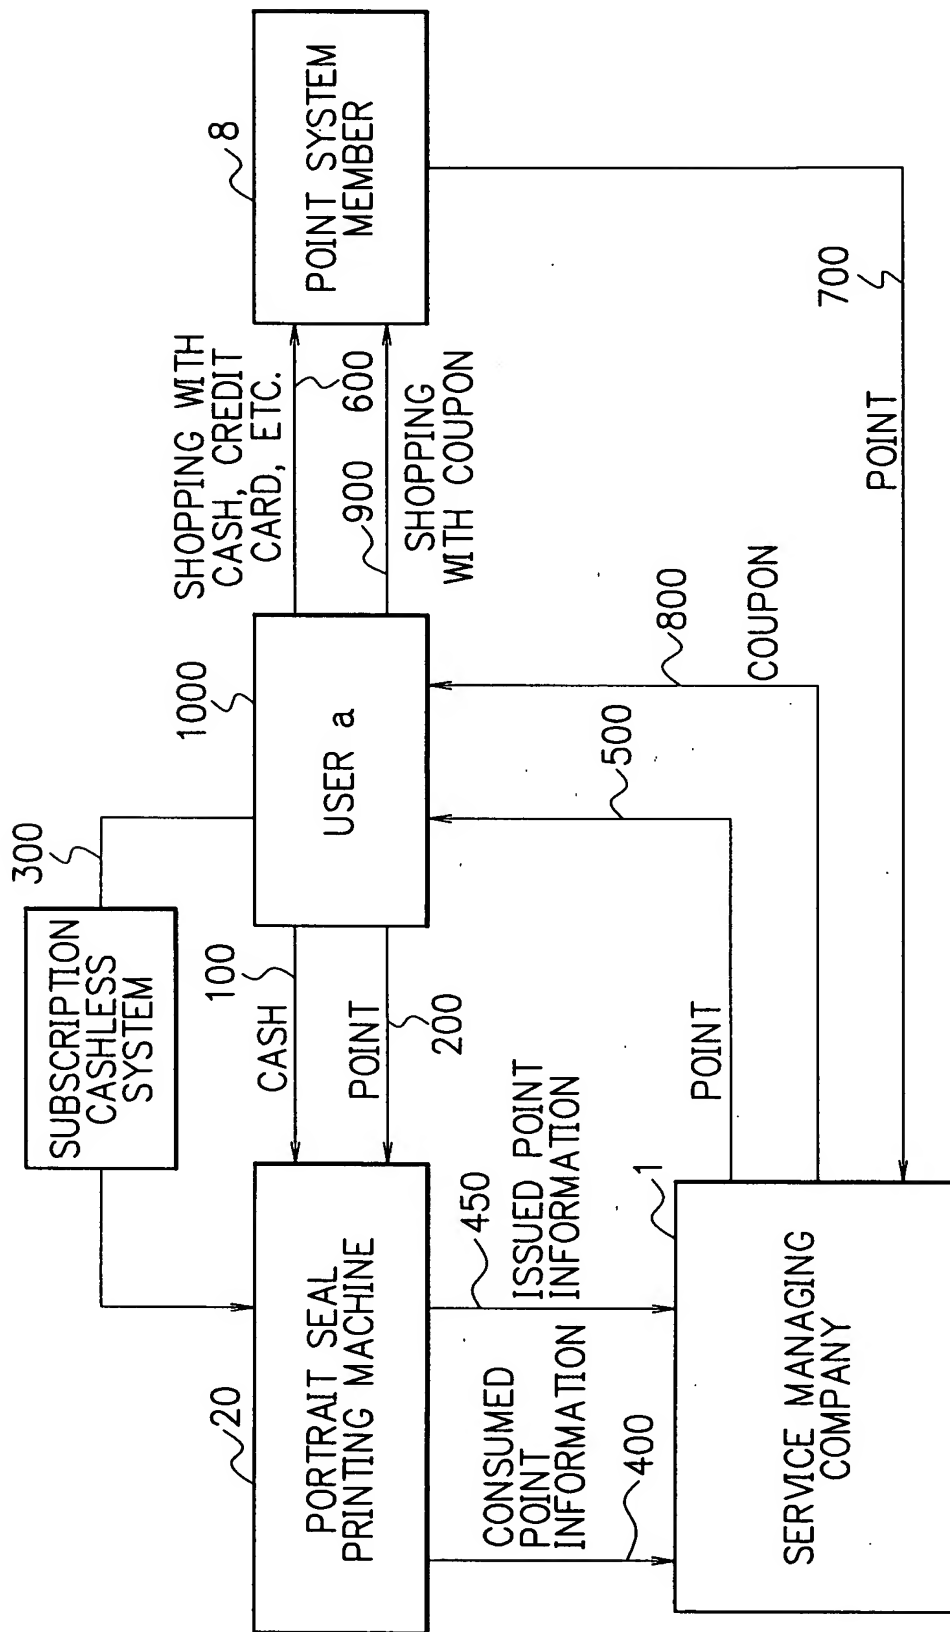 300
SUBSCRIPTION
CASHLESS
SYSTEM
20
PORTRAIT SEAL
PRINTING MACHINE
100
CASH
POINT
200
1000
USER a
SHOPPING WITH
CASH, CREDIT
CARD, ETC.
600
900
SHOPPING
WITH COUPON
8
POINT SYSTEM
MEMBER
CONSUMED
POINT
INFORMATION
400
450
ISSUED POINT
INFORMATION
500
POINT
800
COUPON
700
POINT
1
SERVICE MANAGING
COMPANY